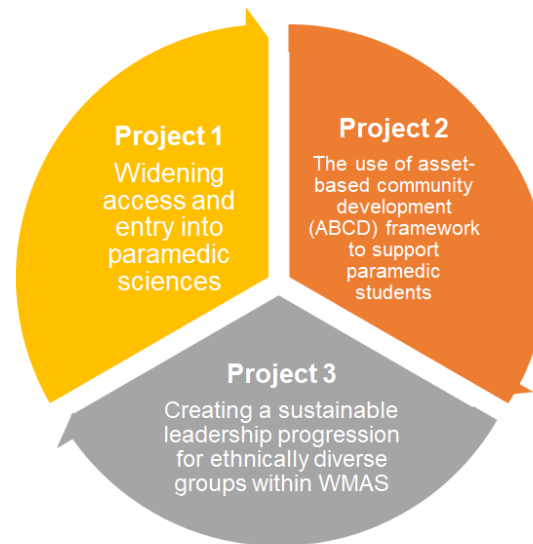 Project 1
Widening
access and
entry into
paramedic
sciences
Project 2
The use of asset-
based community
development
(ABCD) framework
to support
paramedic
students
Project 3
Creating a sustainable
leadership progression
for ethnically diverse
groups within WMAS